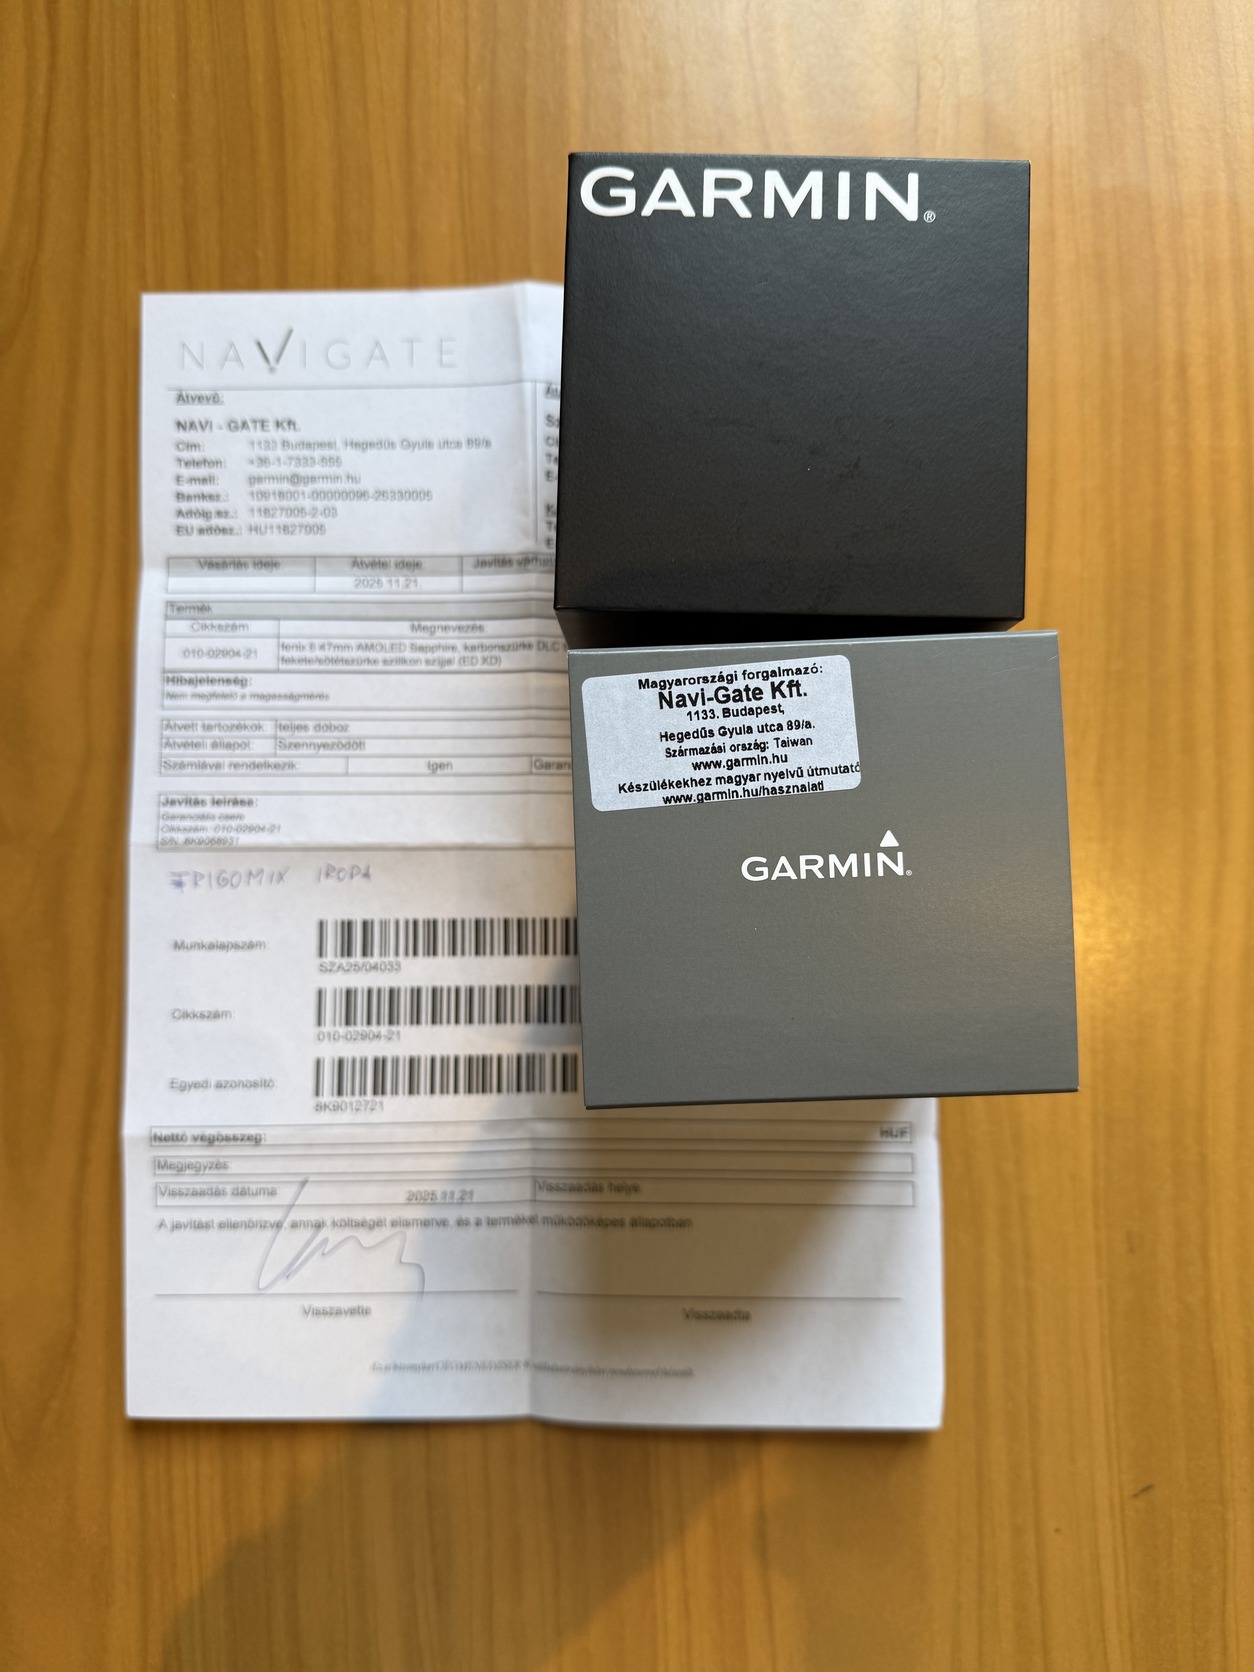 GARMIN®
NAVIGATE
Átvevő:
NAVI - GATE Kft.
Cím: 1133 Budapest, Hegedűs Gyula utca 89/a
Telefon: +36-1-7333-555
E-mail: garmin@garmin.hu
Banksz.: 10918001-00000096-26330005
Adóig.sz.: 11827005-2-03
EU adósz.: HU11827005
Vásárlás ideje: Átvétel ideje: Javítás
2025.11.21.
Termék
Cikkszám Megnevezés
010-02904-21 fenix 8 47mm AMOLED Sapphire, karbonszürke DLC
fekete/sötétszürke szilikon szíjjal (ED XD)
Hibajelenség:
Nem megfelelő a magasságmérés
Átvett tartozékok: teljes doboz
Átvételi állapot: Szennyeződött
Számlával rendelkezik: Igen Garan
Javítás leírása:
Garanciális csere
Cikkszám: 010-02904-21
S/N: 8K9068931
FRIGOMIX IRODA
Munkalapszám:
SZA25/04033
Cikkszám:
010-02904-21
Egyedi azonosító:
8K9012721
Magyarországi forgalmazó:
Navi-Gate Kft.
1133. Budapest,
Hegedűs Gyula utca 89/a.
Származási ország: Taiwan
www.garmin.hu
Készülékekhez magyar nyelvű útmutató
www.garmin.hu/hasznalati
GARMIN®
Nettó végösszeg: HUF
Megjegyzés:
Visszaadás dátuma: 2025.11.21 Visszaadás helye:
A javítást ellenőrizve, annak költségét elismerve, és a terméket működőképes állapotban
Visszavette Visszaadta